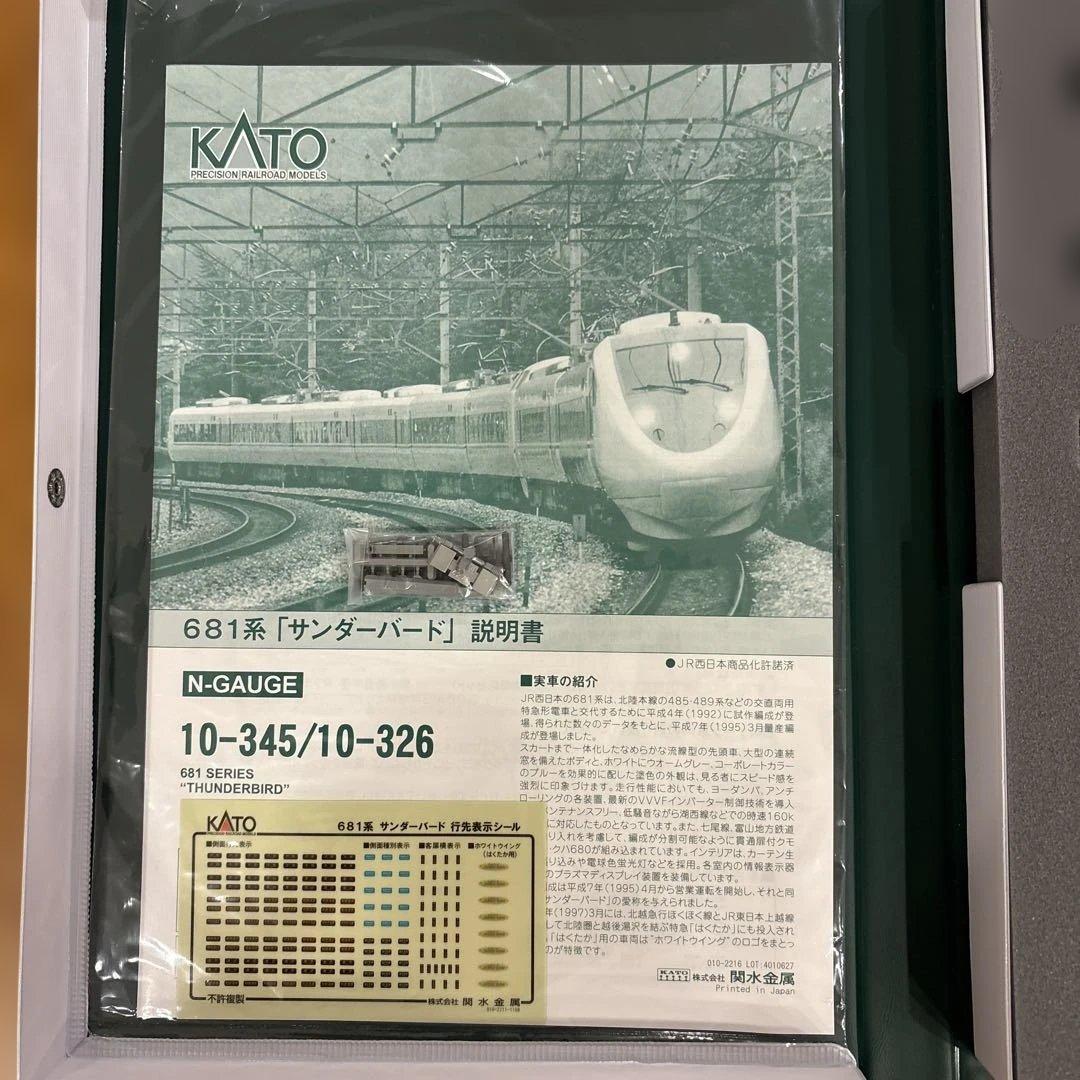 KATO
PRECISION RAILROAD MODELS
681系「サンダーバード」説明書
●JR西日本商品化許諾済
N-GAUGE
10-345/10-326
681 SERIES
"THUNDERBIRD"
■実車の紹介
JR西日本の681系は、北陸本線の485・489系などの交直両用
特急形電車と交代するために平成4年(1992)に試作編成が登
場、得られた数々のデータをもとに、平成7年(1995)3月量産編
成が登場しました。
スカートまで一体化したなめらかな流線型の先頭車、大型の連続
窓を備えたボディと、ホワイトにウオームグレー、コーポレートカラー
のブルーを効果的に配した塗色の外観は、見る者にスピード感を
強烈に印象づけます。走行性能においても、ヨーダンパ、アンチ
ローリングの各装置、最新のVVVFインバーター制御技術を導入
メンテナンスフリー、低騒音ながら湖西線などでの時速160k
に対応したものとなっています。また、七尾線、富山地方鉄道
り入れを考慮して、編成が分割可能なように貫通扉付クモ
・クハ680が組み込まれています。インテリアは、カーテン生
り込みや電球色蛍光灯などを採用。各室内の情報表示器
のプラズマディスプレイ装置を装備しています。
成は平成7年(1995)4月から営業運転を開始し、それと同
サンダーバード」の愛称を与えられました。
年(1997)3月には、北越急行ほくほく線とJR東日本上越線
して北陸圏と越後湯沢を結ぶ特急「はくたか」にも投入され
「はくたか」用の車両は"ホワイトウイング"のロゴをまとっ
のが特徴です。
010-2216 LOT:4010627
KATO 株式会社 関水金属
Printed in Japan
KATO
PRECISION RAILROAD MODELS
681系 サンダーバード 行先表示シール
■側面 表示
■側面種別表示
■客扉横表示
■ホワイトウイング
(はくたか用)
不許複製
株式会社 関水金属